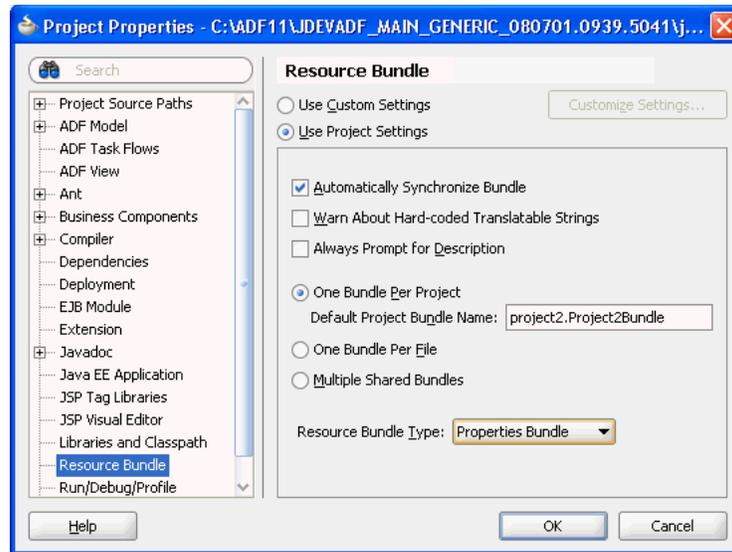 Project Properties - C:\ADF11\JDEVADF_MAIN_GENERIC_080701.0939.5041\j...
Search
Project Source Paths
ADF Model
ADF Task Flows
ADF View
Ant
Business Components
Compiler
Dependencies
Deployment
EJB Module
Extension
Javadoc
Java EE Application
JSP Tag Libraries
JSP Visual Editor
Libraries and Classpath
Resource Bundle
Run/Debug/Profile
Resource Bundle
Use Custom Settings
Customize Settings...
Use Project Settings
Automatically Synchronize Bundle
Warn About Hard-coded Translatable Strings
Always Prompt for Description
One Bundle Per Project
Default Project Bundle Name: project2.Project2Bundle
One Bundle Per File
Multiple Shared Bundles
Resource Bundle Type: Properties Bundle
Help
OK
Cancel